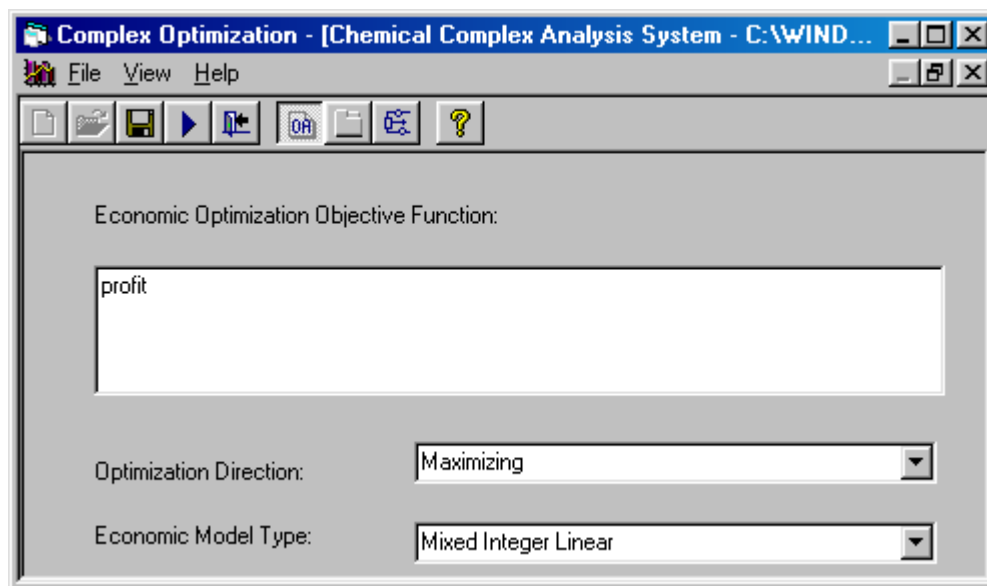 Complex Optimization - [Chemical Complex Analysis System - C:\WIND...
File View Help
OA
Economic Optimization Objective Function:
profit
Optimization Direction:
Maximizing
Economic Model Type:
Mixed Integer Linear